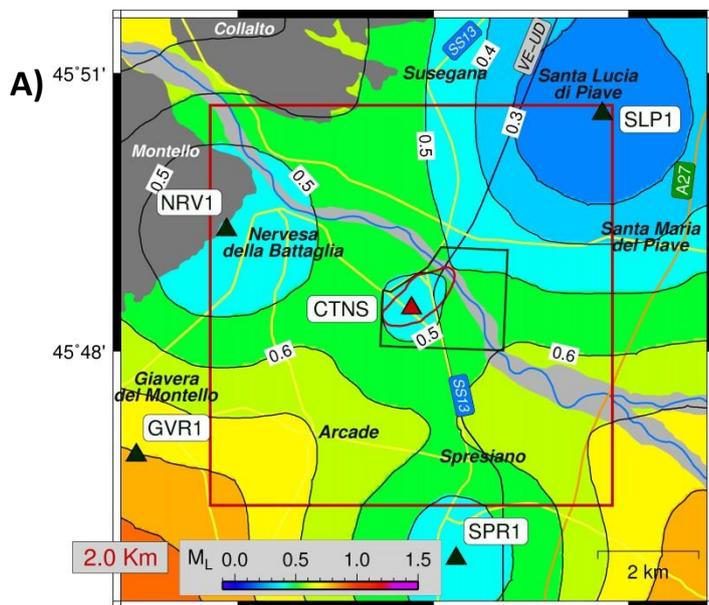 A)
Collalto
SS13
0.4
VE-UD
45°51'
Susegana
Santa Lucia
di Piave
SLP1
0.3
0.5
Montello
0.5
0.5
A27
NRV1
Nervesa
della Battaglia
Santa Maria
del Piave
CTNS
0.5
45°48'
0.6
0.6
Giavera
del Montello
SS13
GVR1
Arcade
Spresiano
SPR1
2.0 Km
ML 0.0 0.5 1.0 1.5
2 km